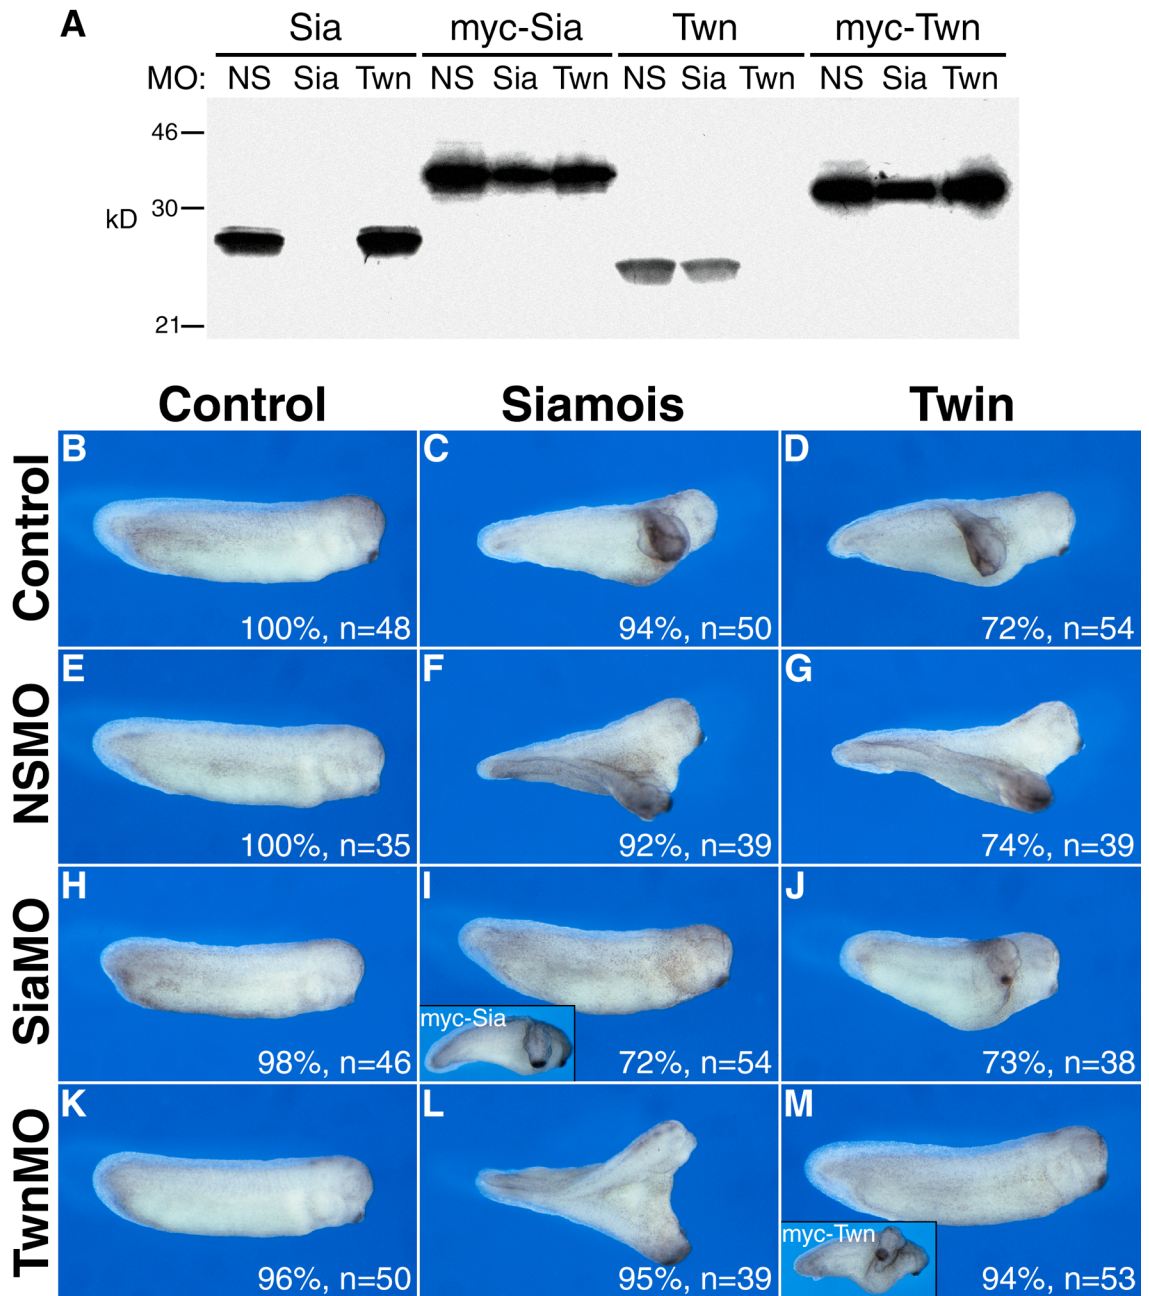 A
Sia myc-Sia Twn myc-Twn
MO: NS Sia Twn NS Sia Twn NS Sia Twn NS Sia Twn
46
30
kD
21
Control Siamois Twin
Control
B
100%, n=48
C
94%, n=50
D
72%, n=54
NSMO
E
100%, n=35
F
92%, n=39
G
74%, n=39
SiaMO
H
98%, n=46
I
myc-Sia
72%, n=54
J
73%, n=38
TwnMO
K
96%, n=50
L
95%, n=39
M
myc-Twn
94%, n=53